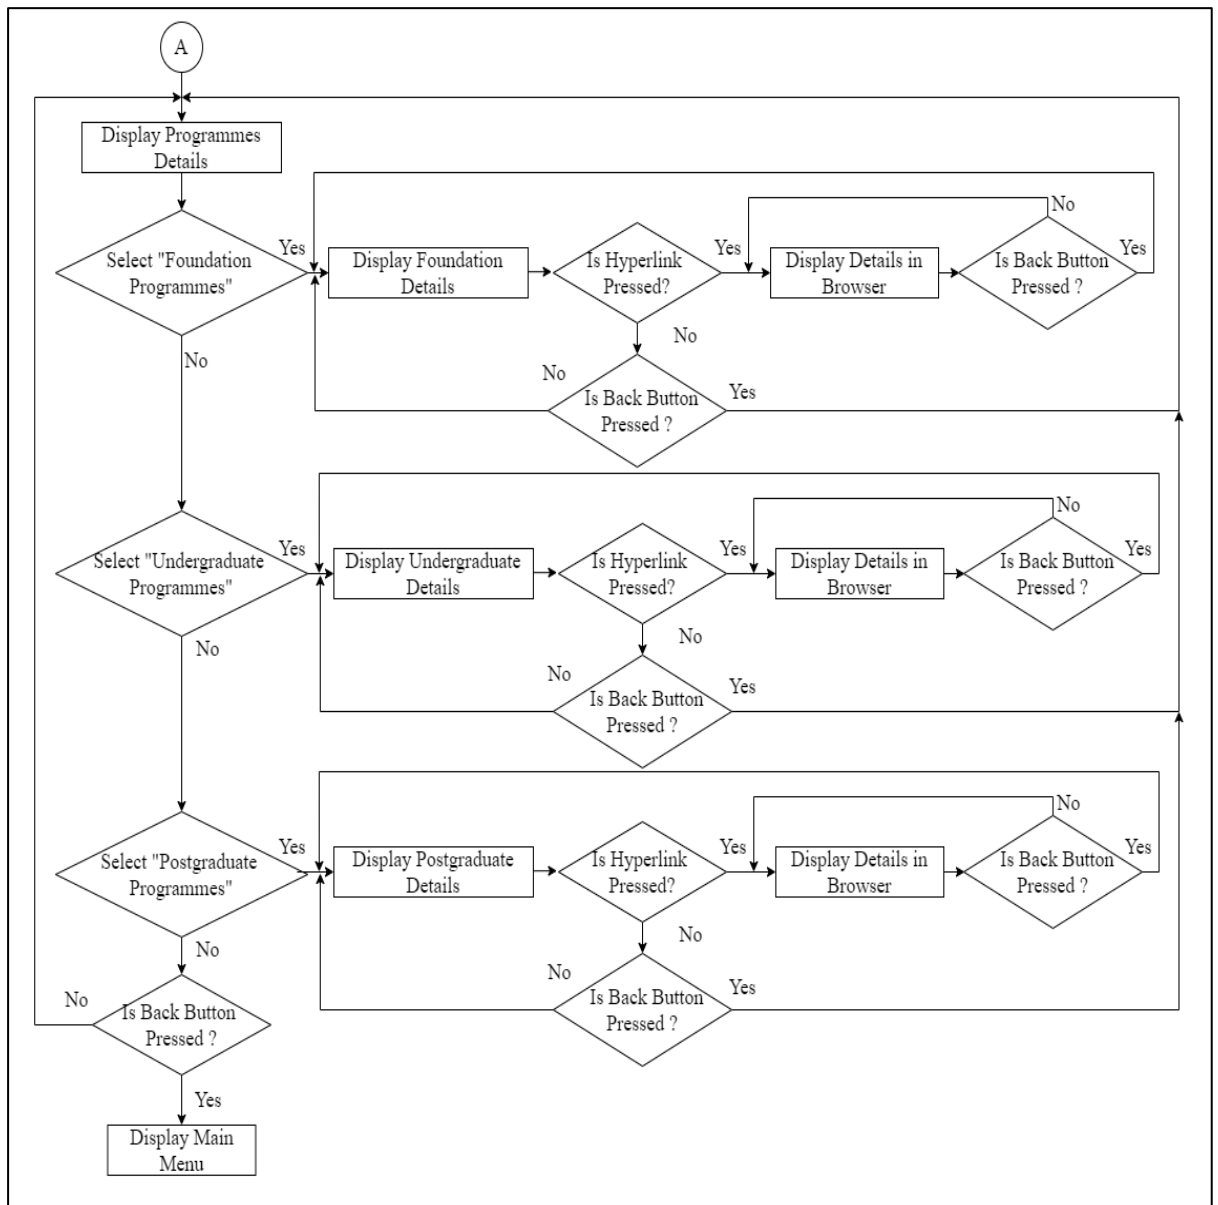 A
Display Programmes
Details
Select "Foundation
Programmes"
Yes
Display Foundation
Details
Is Hyperlink
Pressed?
Yes
Display Details in
Browser
No
Is Back Button
Pressed ?
Yes
No
No
No
Is Back Button
Pressed ?
Yes
Select "Undergraduate
Programmes"
Yes
Display Undergraduate
Details
Is Hyperlink
Pressed?
Yes
Display Details in
Browser
No
Is Back Button
Pressed ?
Yes
No
No
No
Is Back Button
Pressed ?
Yes
Select "Postgraduate
Programmes"
Yes
Display Postgraduate
Details
Is Hyperlink
Pressed?
Yes
Display Details in
Browser
No
Is Back Button
Pressed ?
Yes
No
No
No
Is Back Button
Pressed ?
Yes
No
Is Back Button
Pressed ?
Yes
Display Main
Menu